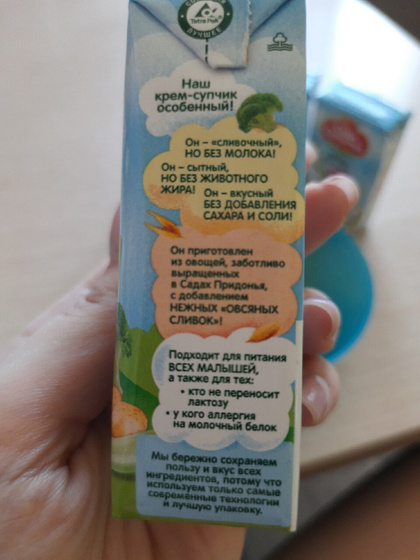 Tetra Pak
ЛУЧШЕЕ
Наш
крем-супчик
особенный!
Он – «сливочный»,
НО БЕЗ МОЛОКА!
Он – сытный,
НО БЕЗ ЖИВОТНОГО
ЖИРА!
Он – вкусный
БЕЗ ДОБАВЛЕНИЯ
САХАРА И СОЛИ!
Он приготовлен
из овощей, заботливо
выращенных
в Садах Придонья,
с добавлением
НЕЖНЫХ «ОВСЯНЫХ
СЛИВОК»!
Подходит для питания
ВСЕХ МАЛЫШЕЙ,
а также для тех:
• кто не переносит
лактозу
• у кого аллергия
на молочный белок
Мы бережно сохраняем
пользу и вкус всех
ингредиентов, потому что
используем только самые
современные технологии
и лучшую упаковку.